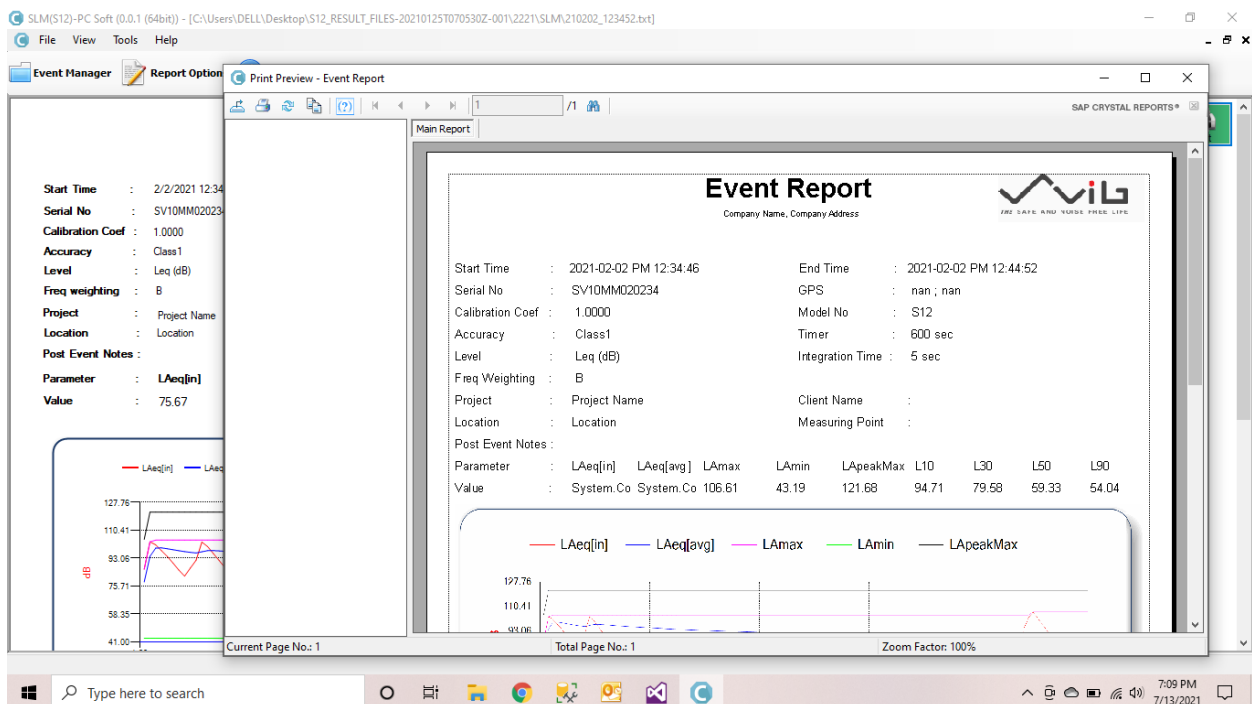 SLM(S12)-PC Soft (0.0.1 (64bit)) - [C:\Users\DELL\Desktop\S12_RESULT_FILES-20210125T070530Z-001\2221\SLM\210202_123452.txt]
File View Tools Help
Event Manager Report Option
Start Time : 2/2/2021 12:34
Serial No : SV10MM02023
Calibration Coef : 1.0000
Accuracy : Class1
Level : Leq (dB)
Freq weighting : B
Project : Project Name
Location : Location
Post Event Notes :
Parameter : LAeq[in]
Value : 75.67
LAeq[in] LAeq
127.76
110.41
93.06
75.71
58.35
41.00
dB
Print Preview - Event Report
1 /1 SAP CRYSTAL REPORTS®
Main Report
Event Report
Company Name, Company Address
THE SAFE AND NOISE FREE LIFE
Start Time : 2021-02-02 PM 12:34:46 End Time : 2021-02-02 PM 12:44:52
Serial No : SV10MM020234 GPS : nan ; nan
Calibration Coef : 1.0000 Model No : S12
Accuracy : Class1 Timer : 600 sec
Level : Leq (dB) Integration Time : 5 sec
Freq Weighting : B
Project : Project Name Client Name :
Location : Location Measuring Point :
Post Event Notes :
Parameter : LAeq[in] LAeq[avg] LAmax LAmin LApeakMax L10 L30 L50 L90
Value : System.Co System.Co 106.61 43.19 121.68 94.71 79.58 59.33 54.04
LAeq[in] LAeq[avg] LAmax LAmin LApeakMax
127.76
110.41
93.06
Current Page No.: 1 Total Page No.: 1 Zoom Factor: 100%
Type here to search
7:09 PM
7/13/2021